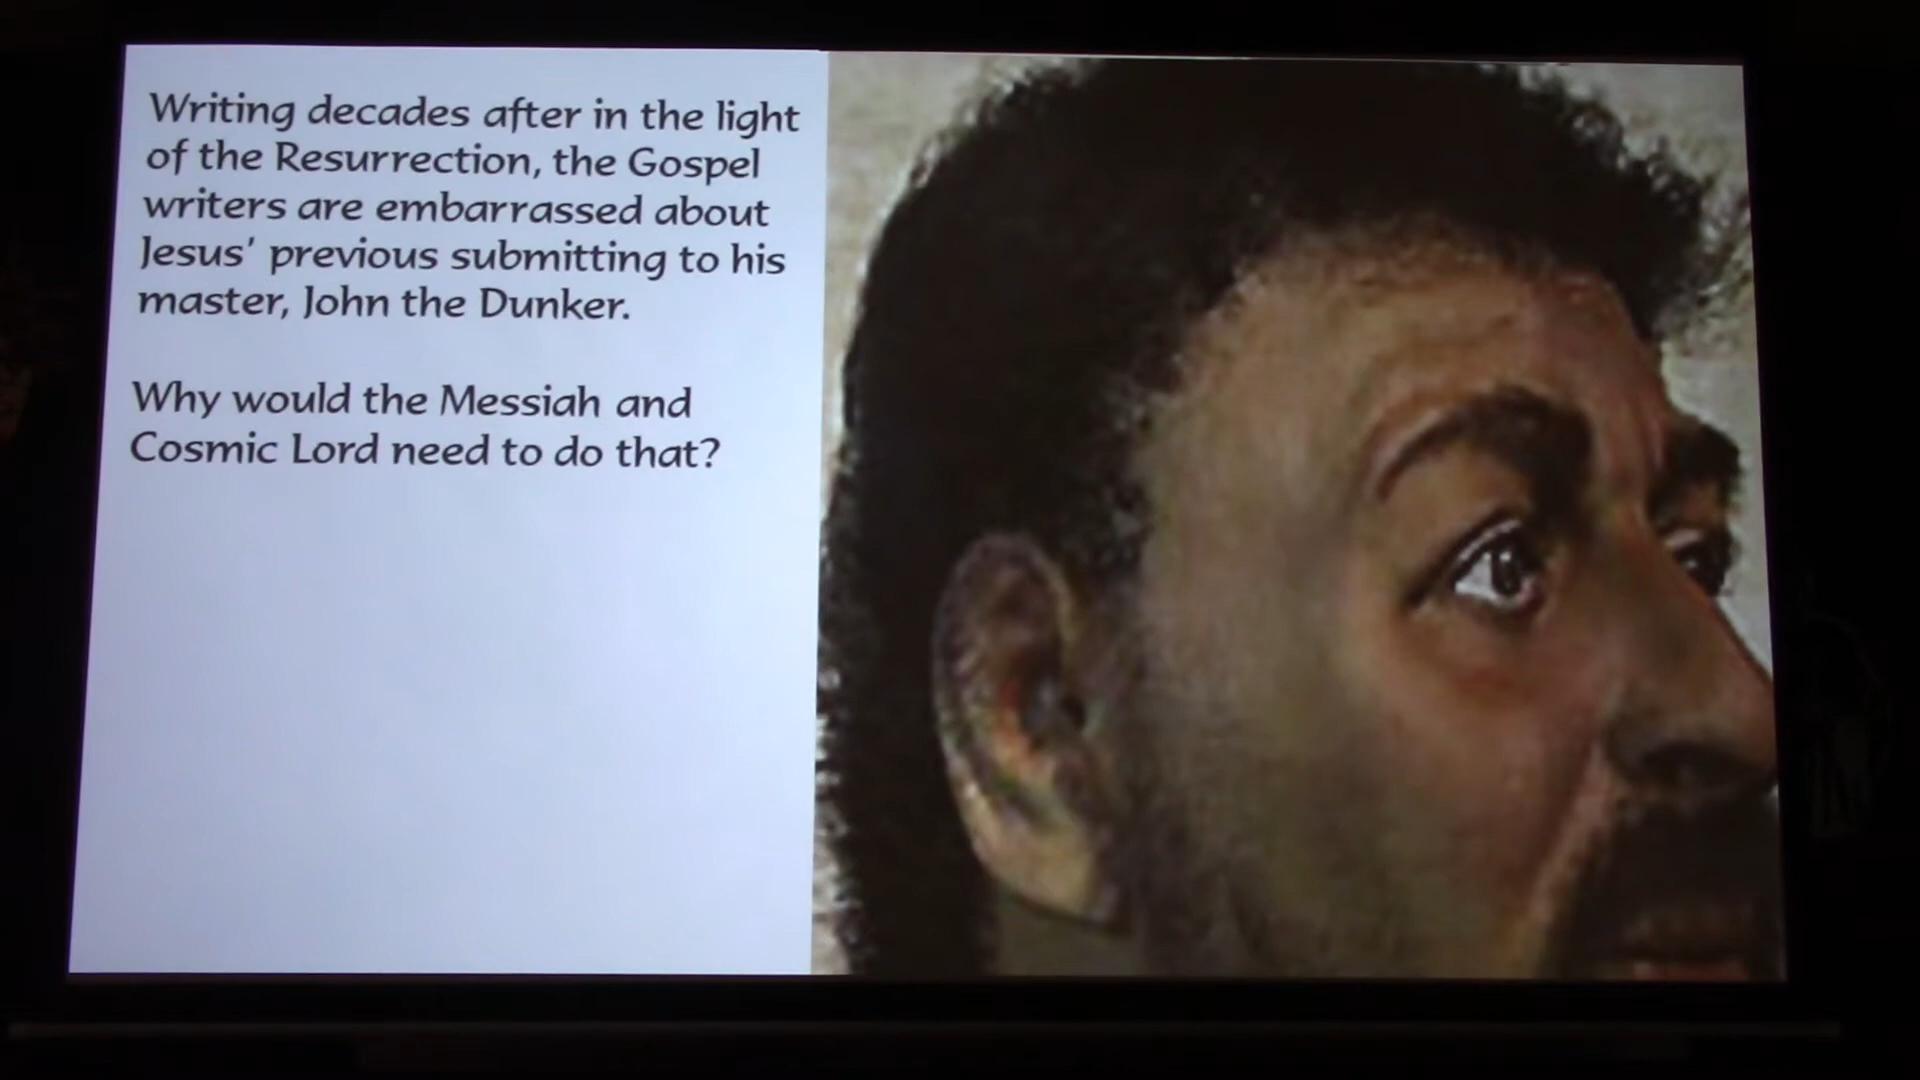 Writing decades after in the light
of the Resurrection, the Gospel
writers are embarrassed about
Jesus' previous submitting to his
master, John the Dunker.
Why would the Messiah and
Cosmic Lord need to do that?